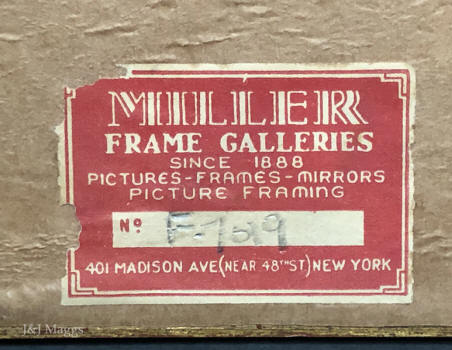 MILLER
FRAME GALLERIES
SINCE 1888
PICTURES-FRAMES-MIRRORS
PICTURE FRAMING
No.
401 MADISON AVE (NEAR 48TH ST) NEW YORK
J&J Maggs